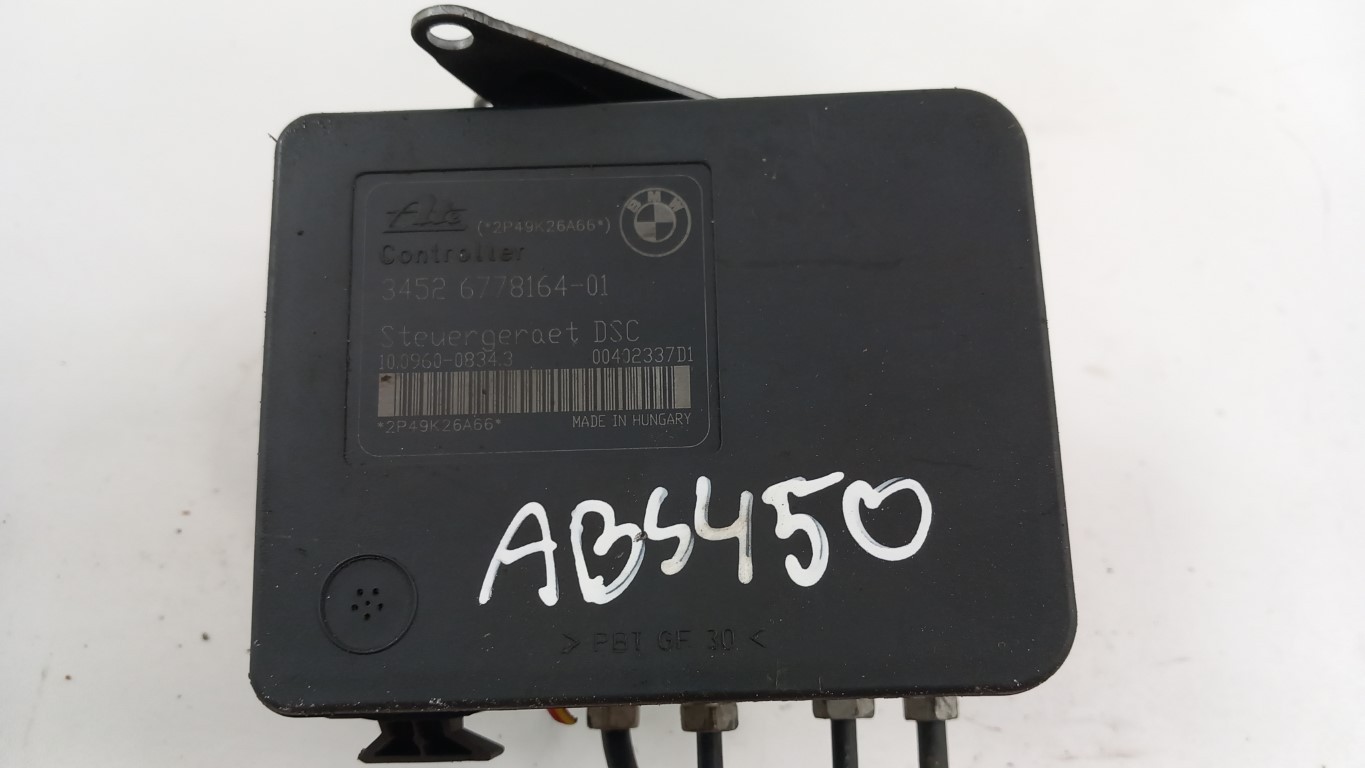 Ate (*2P49K26A66*) BMW
Controller
3452 6778164-01
Steuergeraet DSC
10.0960-0834.3 00402337D1
*2P49K26A66* MADE IN HUNGARY
ABS450
> PBT GF 30 <